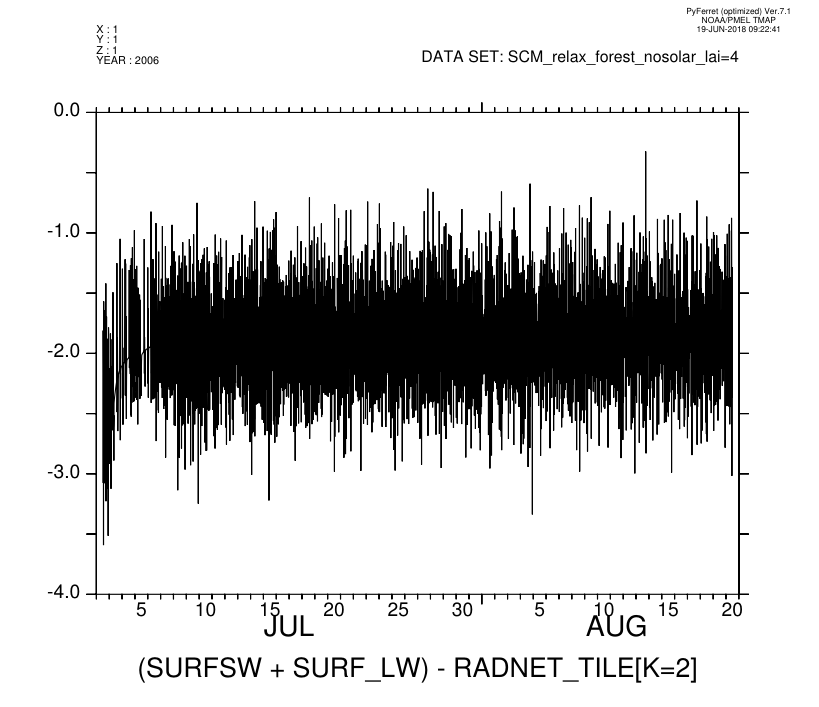 PyFerret (optimized) Ver.7.1
NOAA/PMEL TMAP
19-JUN-2018 09:22:41
X : 1
Y : 1
Z : 1
YEAR : 2006
DATA SET: SCM_relax_forest_nosolar_lai=4
0.0
-1.0
-2.0
-3.0
-4.0
5 10 15 20 25 30 5 10 15 20
JUL AUG
(SURFSW + SURF_LW) - RADNET_TILE[K=2]